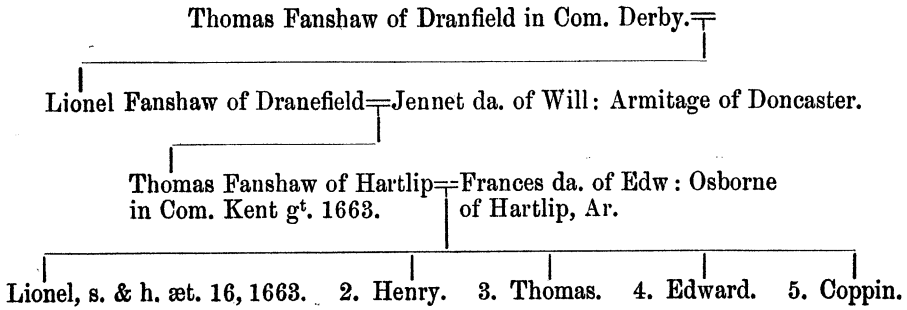 Thomas Fanshaw of Dranfield in Com. Derby.
Lionel Fanshaw of Dranefield=Jennet da. of Will: Armitage of Doncaster.
Thomas Fanshaw of Hartlip=Frances da. of Edw: Osborne
in Com. Kent gᵗ. 1663. of Hartlip, Ar.
Lionel, s. & h. æt. 16, 1663. 2. Henry. 3. Thomas. 4. Edward. 5. Coppin.